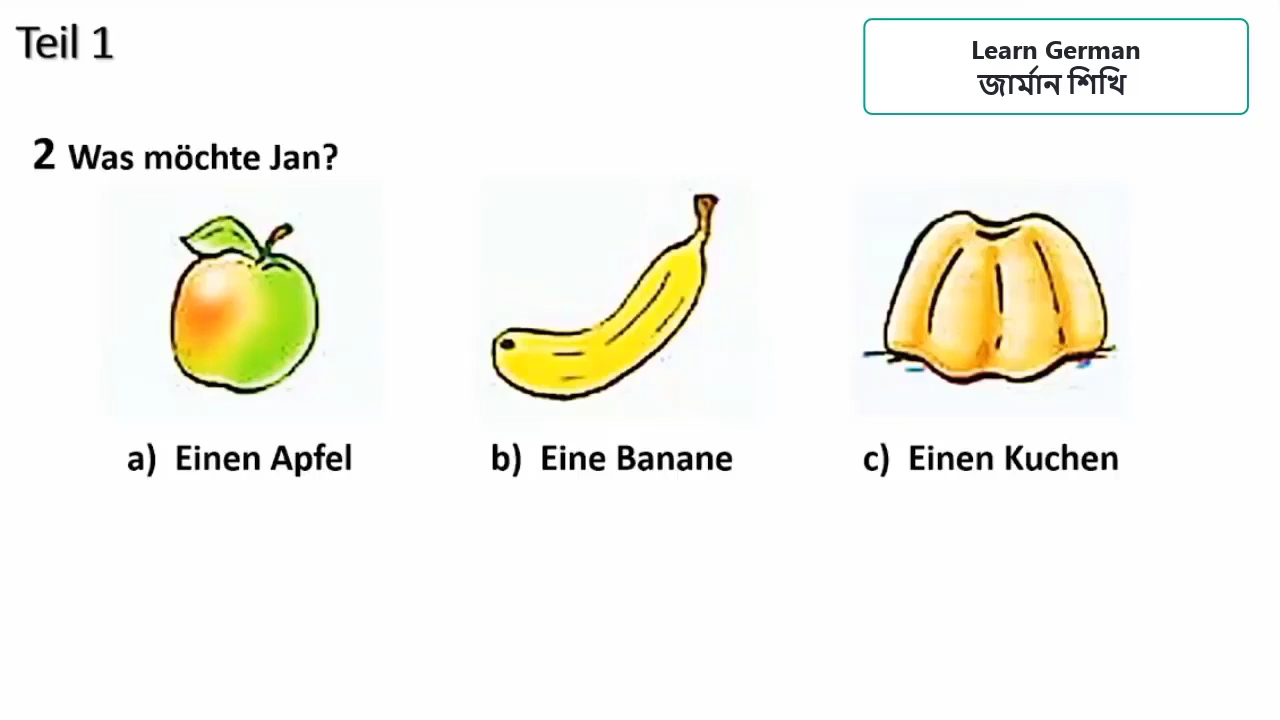 Teil 1
Learn German
জার্মান শিখি
2 Was möchte Jan?
a) Einen Apfel
b) Eine Banane
c) Einen Kuchen